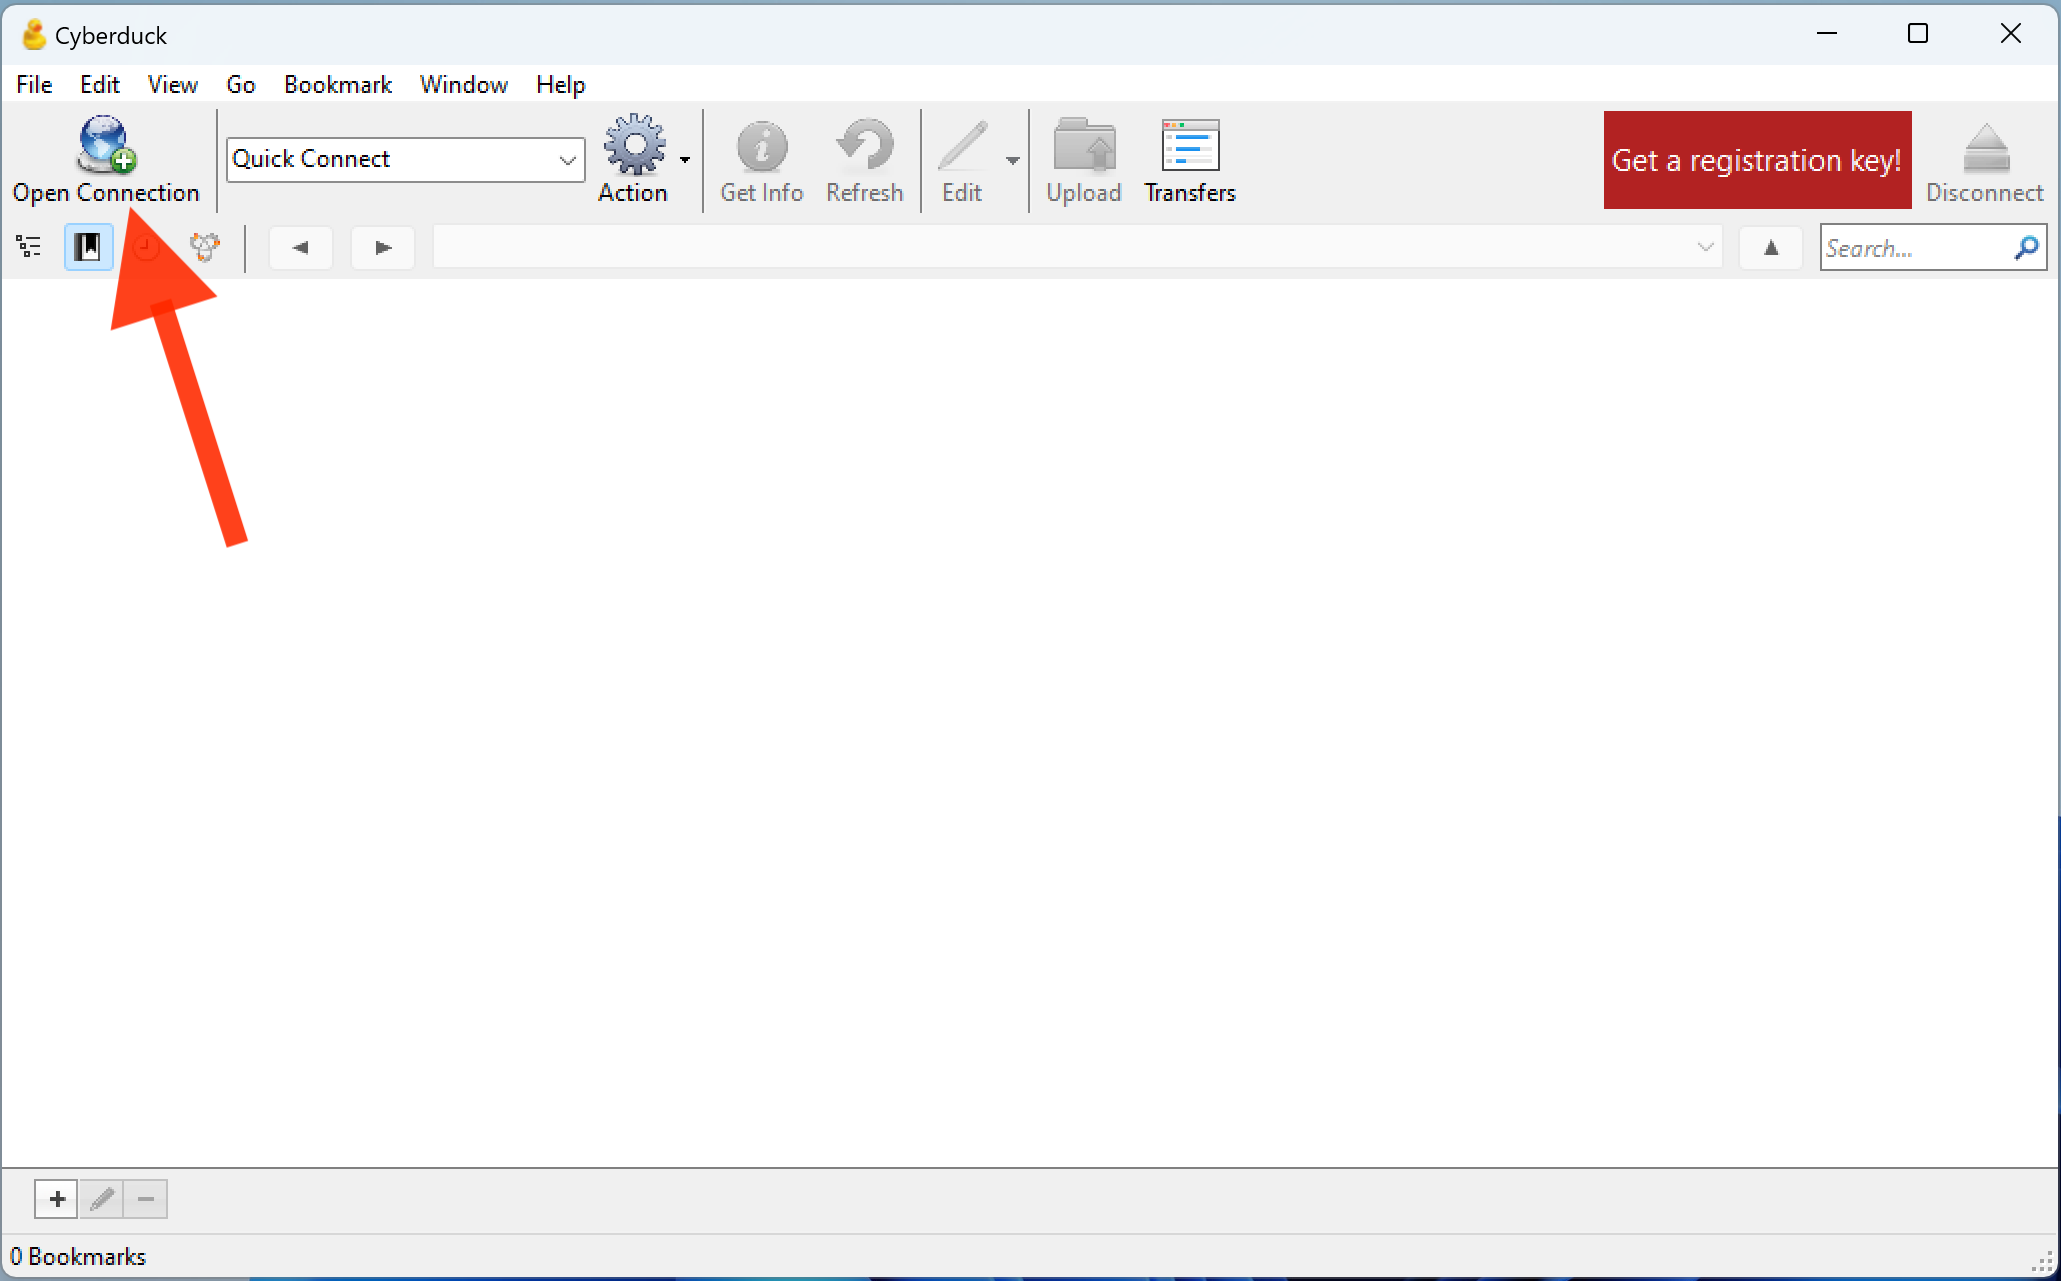 Cyberduck
File Edit View Go Bookmark Window Help
Open Connection
Quick Connect
Action
Get Info
Refresh
Edit
Upload
Transfers
Get a registration key!
Disconnect
Search...
0 Bookmarks